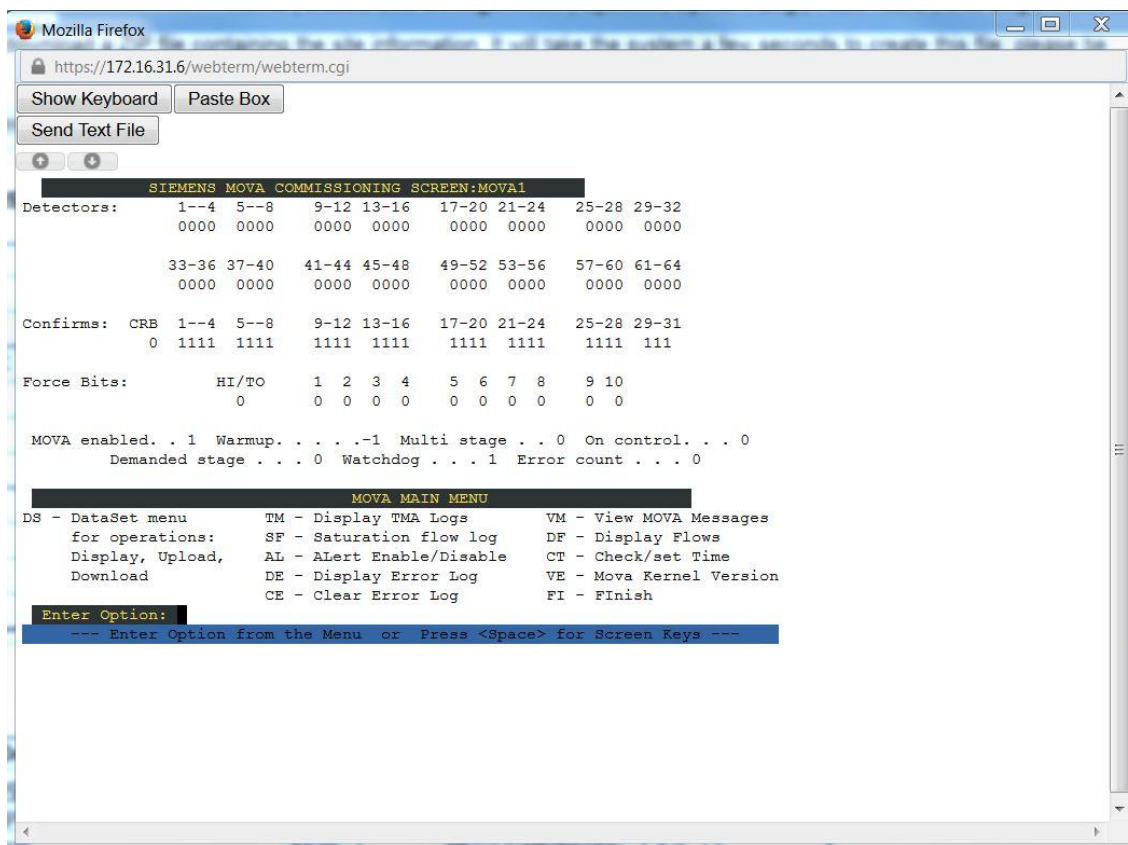 Mozilla Firefox
https://172.16.31.6/webterm/webterm.cgi
Show Keyboard Paste Box
Send Text File
SIEMENS MOVA COMMISSIONING SCREEN:MOVA1
Detectors: 1--4 5--8 9-12 13-16 17-20 21-24 25-28 29-32
0000 0000 0000 0000 0000 0000 0000 0000
33-36 37-40 41-44 45-48 49-52 53-56 57-60 61-64
0000 0000 0000 0000 0000 0000 0000 0000
Confirms: CRB 1--4 5--8 9-12 13-16 17-20 21-24 25-28 29-31
0 1111 1111 1111 1111 1111 1111 1111 111
Force Bits: HI/TO 1 2 3 4 5 6 7 8 9 10
0 0 0 0 0 0 0 0 0 0 0
MOVA enabled. . 1 Warmup. . . . .-1 Multi stage . . 0 On control. . . 0
Demanded stage . . . 0 Watchdog . . . 1 Error count . . . 0
MOVA MAIN MENU
DS - DataSet menu TM - Display TMA Logs VM - View MOVA Messages
for operations: SF - Saturation flow log DF - Display Flows
Display, Upload, AL - ALert Enable/Disable CT - Check/set Time
Download DE - Display Error Log VE - Mova Kernel Version
CE - Clear Error Log FI - FInish
Enter Option:
--- Enter Option from the Menu or Press <Space> for Screen Keys ---